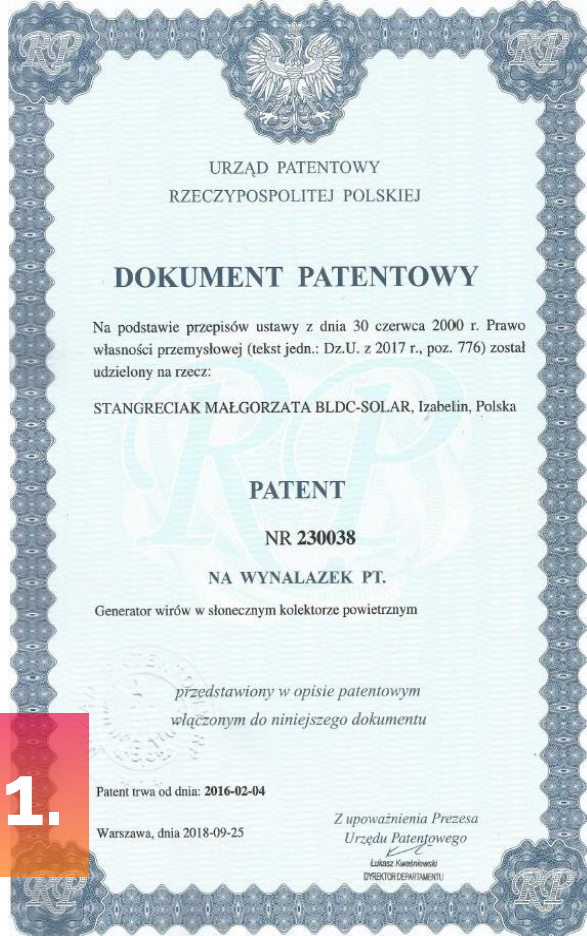 URZĄD PATENTOWY
RZECZYPOSPOLITEJ POLSKIEJ
DOKUMENT PATENTOWY
Na podstawie przepisów ustawy z dnia 30 czerwca 2000 r. Prawo
własności przemysłowej (tekst jedn.: Dz.U. z 2017 r., poz. 776) został
udzielony na rzecz:
STANGRECIAK MAŁGORZATA BLDC-SOLAR, Izabelin, Polska
RP
PATENT
NR 230038
NA WYNALAZEK PT.
Generator wirów w słonecznym kolektorze powietrznym
przedstawiony w opisie patentowym
włączonym do niniejszego dokumentu
1.
Patent trwa od dnia: 2016-02-04
Warszawa, dnia 2018-09-25
Z upoważnienia Prezesa
Urzędu Patentowego
Łukasz Kwaśniewski
DYREKTOR DEPARTAMENTU